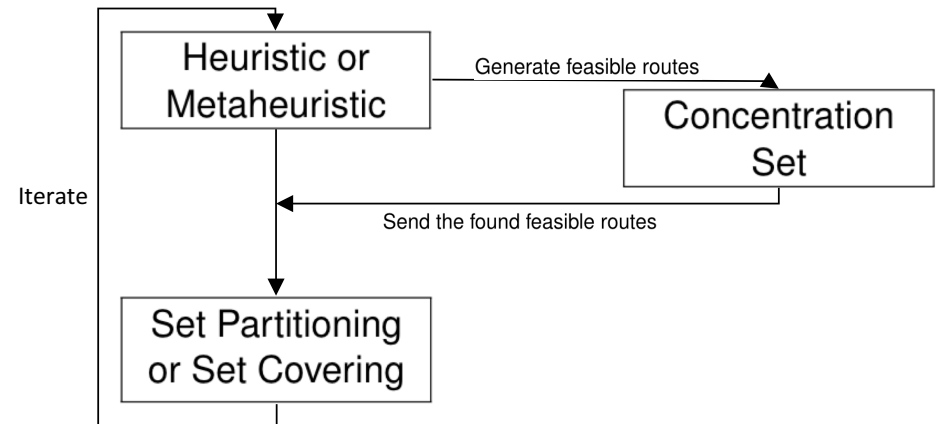 Heuristic or
Metaheuristic
Generate feasible routes
Concentration
Set
Iterate
Send the found feasible routes
Set Partitioning
or Set Covering